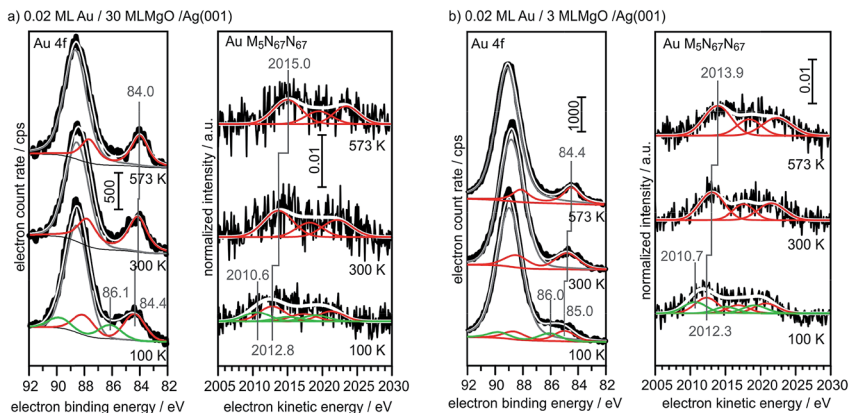 a) 0.02 ML Au / 30 MLMgO /Ag(001)
Au 4f
84.0
573 K
500
300 K
86.1
84.4
100 K
92 90 88 86 84 82
electron binding energy / eV
electron count rate / cps
Au M₅N₆₇N₆₇
2015.0
573 K
0.01
300 K
2010.6
2012.8
100 K
2005 2010 2015 2020 2025 2030
electron kinetic energy / eV
normalized intensity / a.u.
b) 0.02 ML Au / 3 MLMgO /Ag(001)
Au 4f
1000
84.4
573 K
300 K
86.0
85.0
100 K
92 90 88 86 84 82
electron binding energy / eV
electron count rate / cps
Au M₅N₆₇N₆₇
2013.9
0.01
573 K
300 K
2010.7
2012.3
100 K
2005 2010 2015 2020 2025 2030
electron kinetic energy / eV
normalized intensity / a.u.